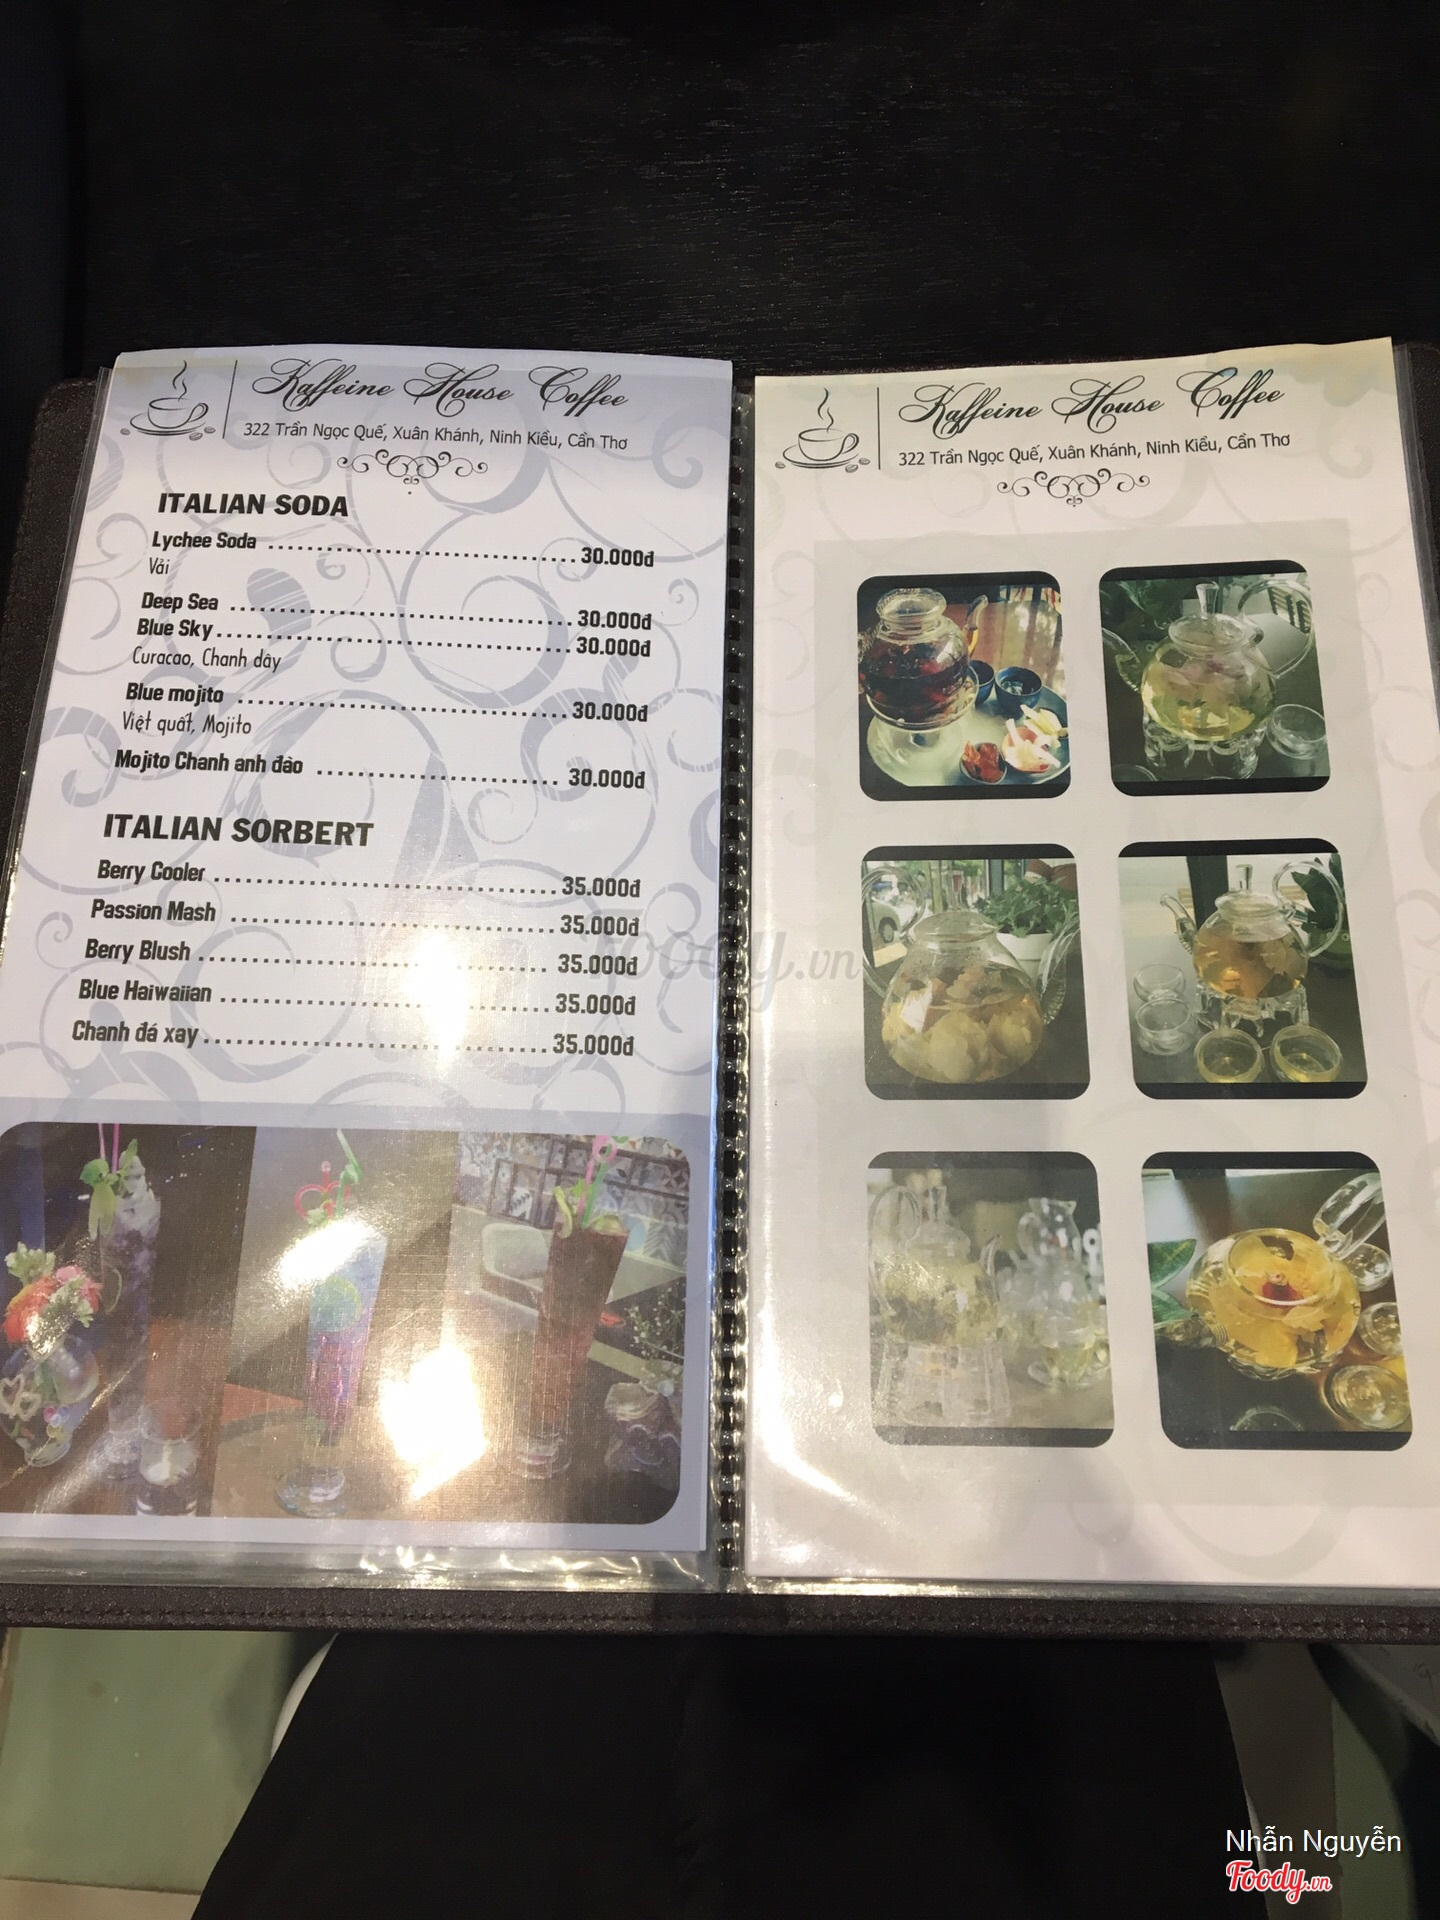 Kaffeine House Coffee
322 Trần Ngọc Quế, Xuân Khánh, Ninh Kiều, Cần Thơ
ITALIAN SODA
Lychee Soda ........ 30.000đ
Vải
Deep Sea ........ 30.000đ
Blue Sky ........ 30.000đ
Curacao, Chanh dây
Blue mojito ........ 30.000đ
Việt quất, Mojito
Mojito Chanh anh đào ........ 30.000đ
ITALIAN SORBERT
Berry Cooler ........ 35.000đ
Passion Mash ........ 35.000đ
Berry Blush ........ 35.000đ
Blue Haiwaiian ........ 35.000đ
Chanh đá xay ........ 35.000đ
Kaffeine House Coffee
322 Trần Ngọc Quế, Xuân Khánh, Ninh Kiều, Cần Thơ
foody.vn
Nhẫn Nguyễn
Foody.vn